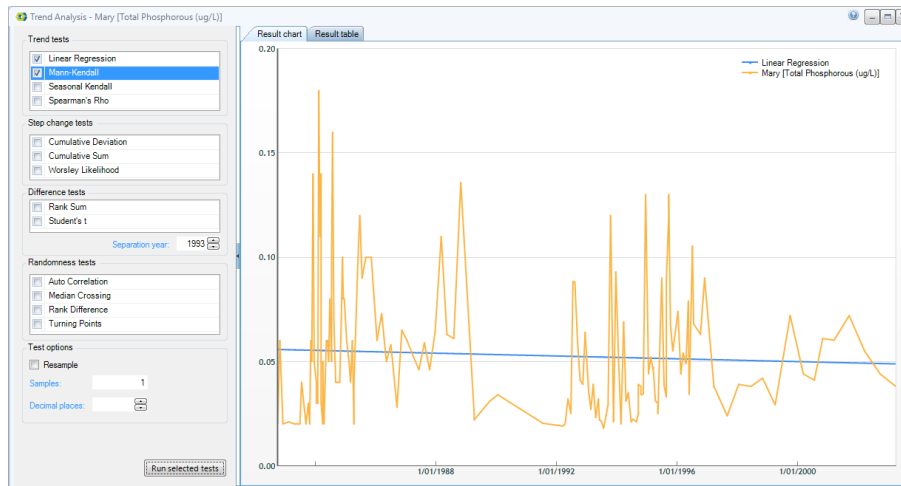 Trend Analysis - Mary [Total Phosphorous (ug/L)]
Trend tests
Linear Regression
Mann-Kendall
Seasonal Kendall
Spearman's Rho
Step change tests
Cumulative Deviation
Cumulative Sum
Worsley Likelihood
Difference tests
Rank Sum
Student's t
Separation year: 1993
Randomness tests
Auto Correlation
Median Crossing
Rank Difference
Turning Points
Test options
Resample
Samples: 1
Decimal places:
Run selected tests
Result chart Result table
0.20
0.15
0.10
0.05
0.00
Linear Regression
Mary [Total Phosphorous (ug/L)]
1/01/1988 1/01/1992 1/01/1996 1/01/2000